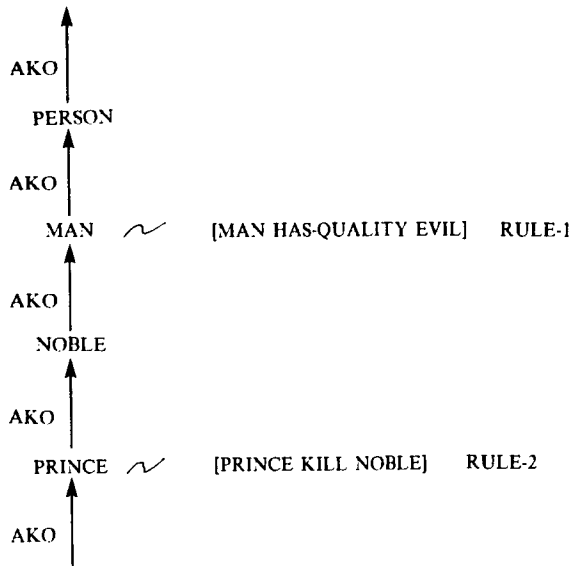 AKO
PERSON
AKO
MAN [MAN HAS-QUALITY EVIL] RULE-1
AKO
NOBLE
AKO
PRINCE [PRINCE KILL NOBLE] RULE-2
AKO